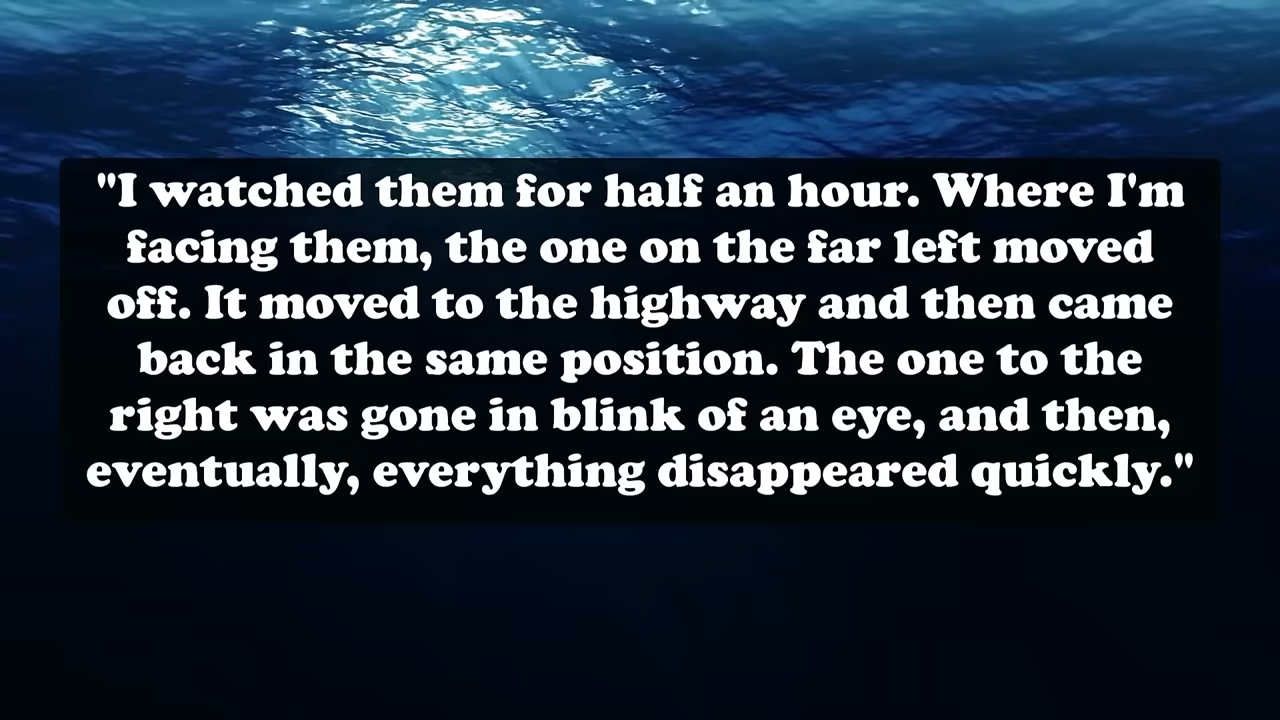 "I watched them for half an hour. Where I'm
facing them, the one on the far left moved
off. It moved to the highway and then came
back in the same position. The one to the
right was gone in blink of an eye, and then,
eventually, everything disappeared quickly."